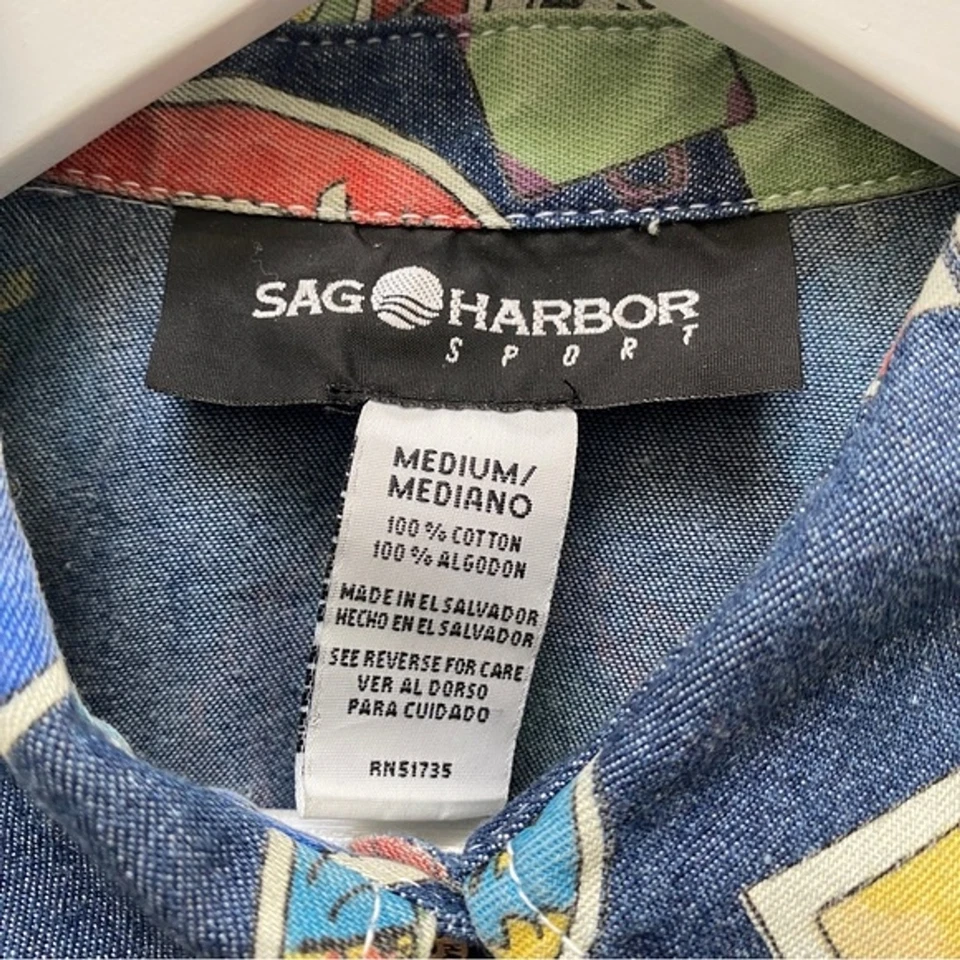 SAG HARBOR
SPORT
MEDIUM/
MEDIANO
100% COTTON
100% ALGODON
MADE IN EL SALVADOR
HECHO EN EL SALVADOR
SEE REVERSE FOR CARE
VER AL DORSO
PARA CUIDADO
RN51735